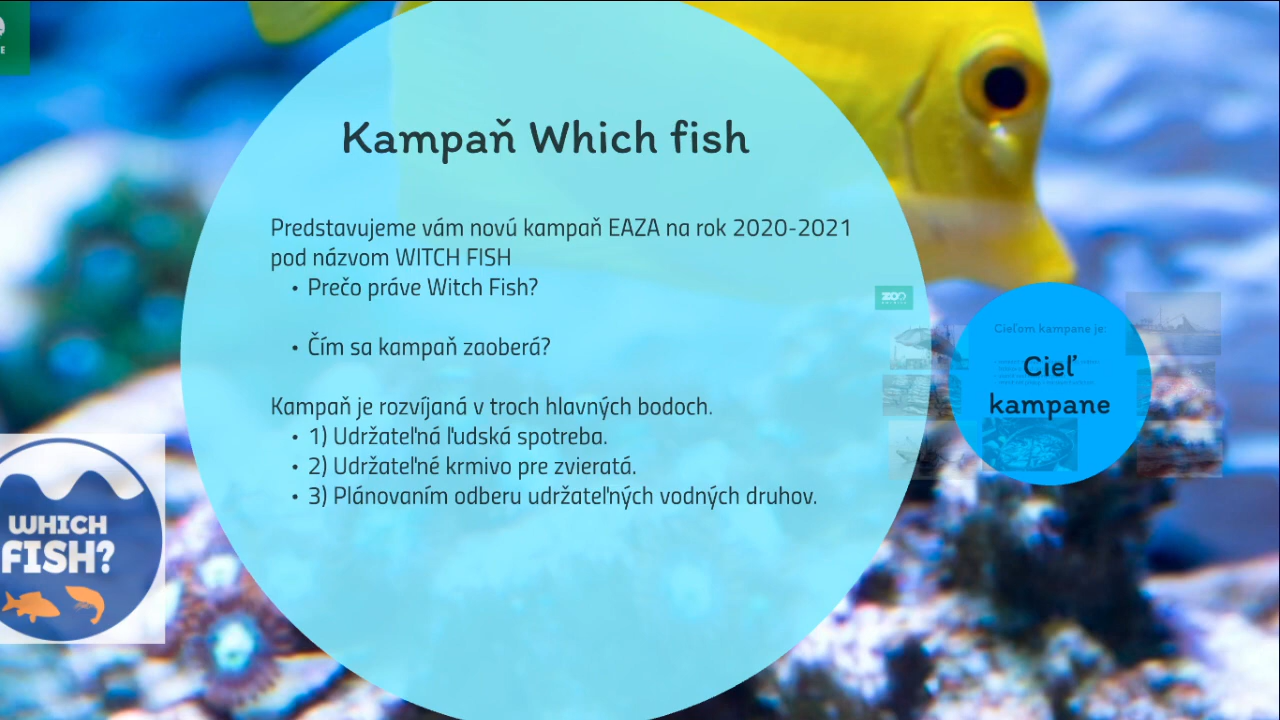 Kampaň Which fish
Predstavujeme vám novú kampaň EAZA na rok 2020-2021
pod názvom WITCH FISH
• Prečo práve Witch Fish?
• Čím sa kampaň zaoberá?
Kampaň je rozvíjaná v troch hlavných bodoch.
• 1) Udržateľná ľudská spotreba.
• 2) Udržateľné krmivo pre zvieratá.
• 3) Plánovaním odberu udržateľných vodných druhov.
WHICH
FISH?
ZOO
Cieľom kampane je:
Cieľ
kampane